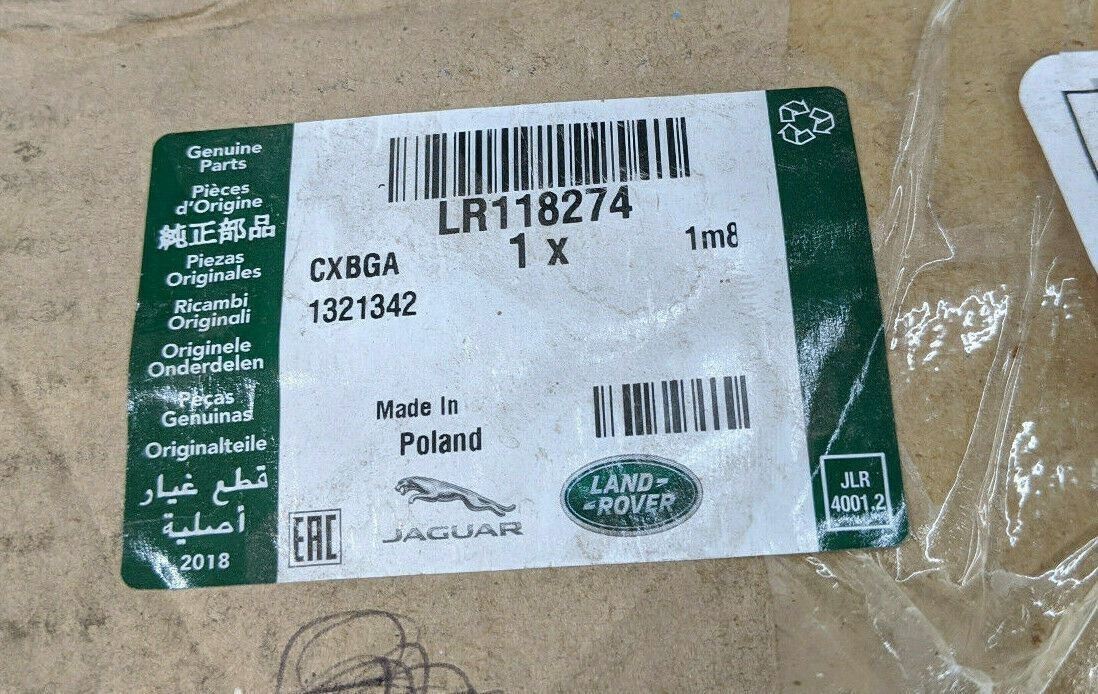 Genuine
Parts
Pièces
d'Origine
純正部品
Piezas
Originales
Ricambi
Originali
Originele
Onderdelen
Peças
Genuinas
Originalteile
قطع غيار
أصلية
2018
LR118274
1 x
1m8
CXBGA
1321342
Made In
Poland
EAC
JAGUAR
LAND-
-ROVER
JLR
4001.2